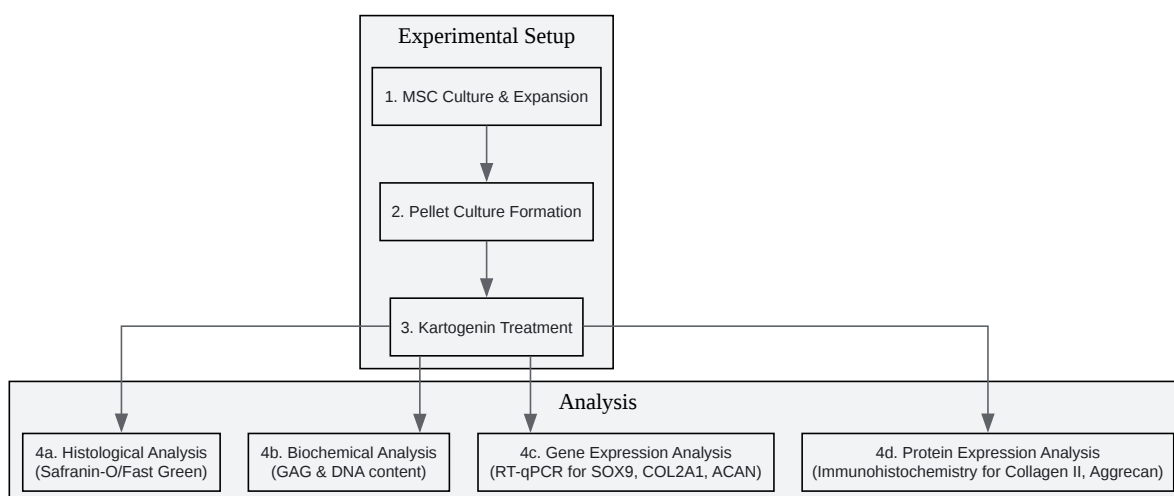 Experimental Setup
1. MSC Culture & Expansion
2. Pellet Culture Formation
3. Kartogenin Treatment
Analysis
4a. Histological Analysis
(Safranin-O/Fast Green)
4b. Biochemical Analysis
(GAG & DNA content)
4c. Gene Expression Analysis
(RT-qPCR for SOX9, COL2A1, ACAN)
4d. Protein Expression Analysis
(Immunohistochemistry for Collagen II, Aggrecan)